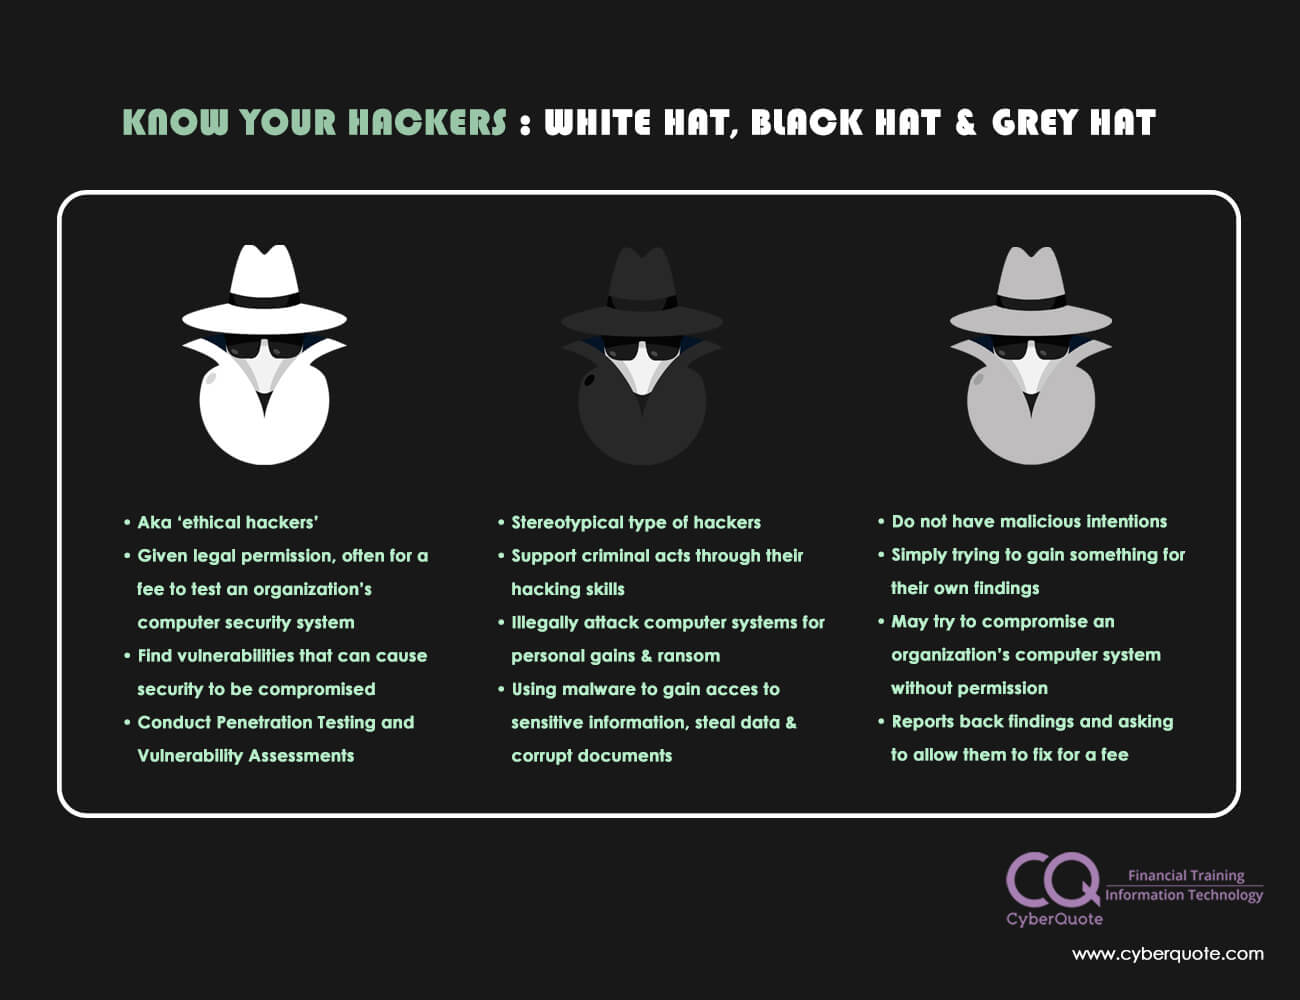 KNOW YOUR HACKERS : WHITE HAT, BLACK HAT & GREY HAT
• Aka ‘ethical hackers’
• Given legal permission, often for a
fee to test an organization’s
computer security system
• Find vulnerabilities that can cause
security to be compromised
• Conduct Penetration Testing and
Vulnerability Assessments
• Stereotypical type of hackers
• Support criminal acts through their
hacking skills
• Illegally attack computer systems for
personal gains & ransom
• Using malware to gain acces to
sensitive information, steal data &
corrupt documents
• Do not have malicious intentions
• Simply trying to gain something for
their own findings
• May try to compromise an
organization’s computer system
without permission
• Reports back findings and asking
to allow them to fix for a fee
CQ
CyberQuote
Financial Training
Information Technology
www.cyberquote.com